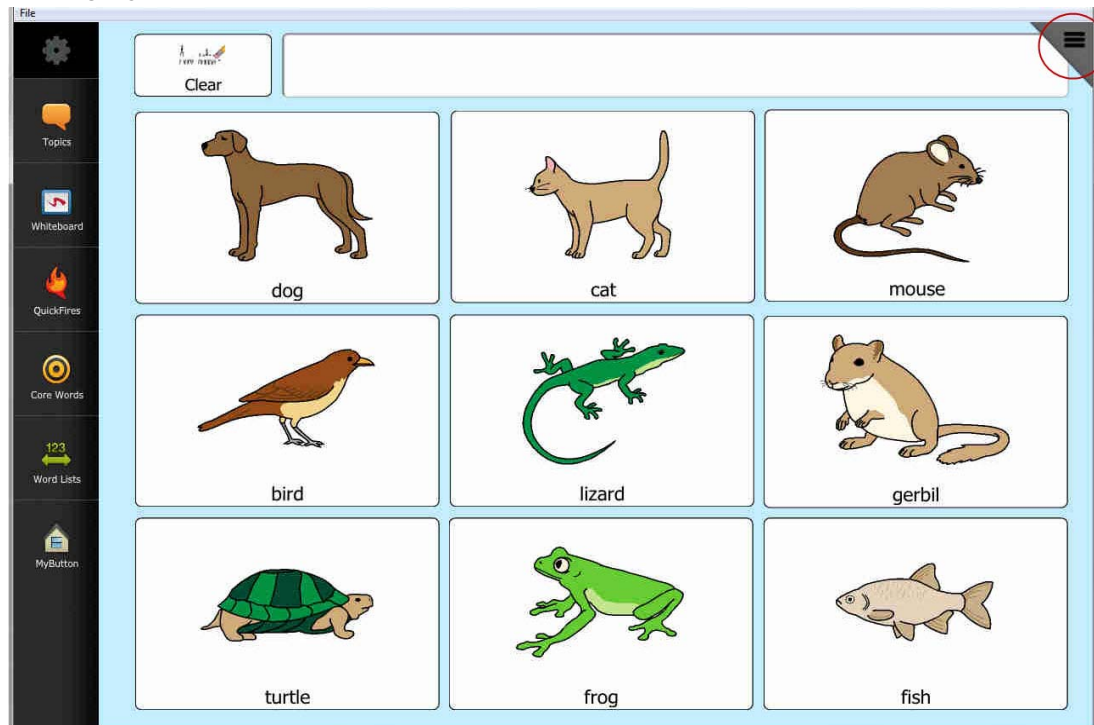 File
Clear
Topics
Whiteboard
QuickFires
Core Words
123
Word Lists
MyButton
dog
cat
mouse
bird
lizard
gerbil
turtle
frog
fish